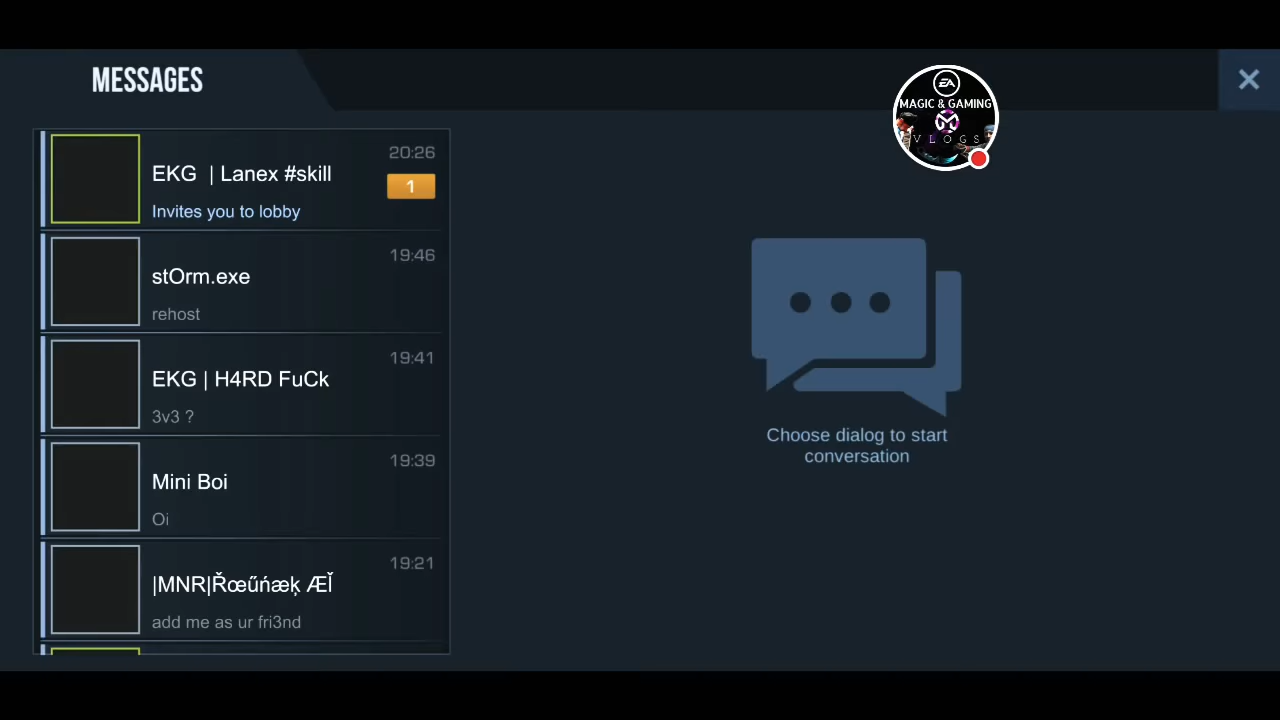 MESSAGES
EA
MAGIC & GAMING
VLOGS
20:26
EKG | Lanex #skill
1
Invites you to lobby
19:46
stOrm.exe
rehost
19:41
EKG | H4RD FuCk
3v3 ?
19:39
Mini Boi
Oi
19:21
|MNR|Řœűńæķ ÆĬ
add me as ur fri3nd
Choose dialog to start
conversation